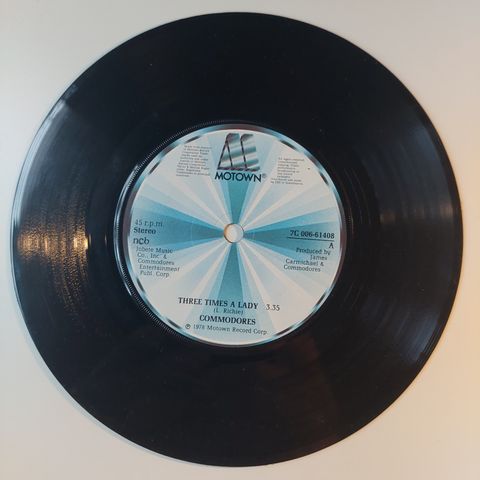 MOTOWN®
45 r.p.m.
Stereo
ncb
Jobete Music
Co., Inc. &
Commodores
Entertainment
Publ. Corp.
7C 006-61408
A
Produced by
James
Carmichael &
Commodores
THREE TIMES A LADY 3.35
(L. Richie)
COMMODORES
℗ 1978 Motown Record Corp.